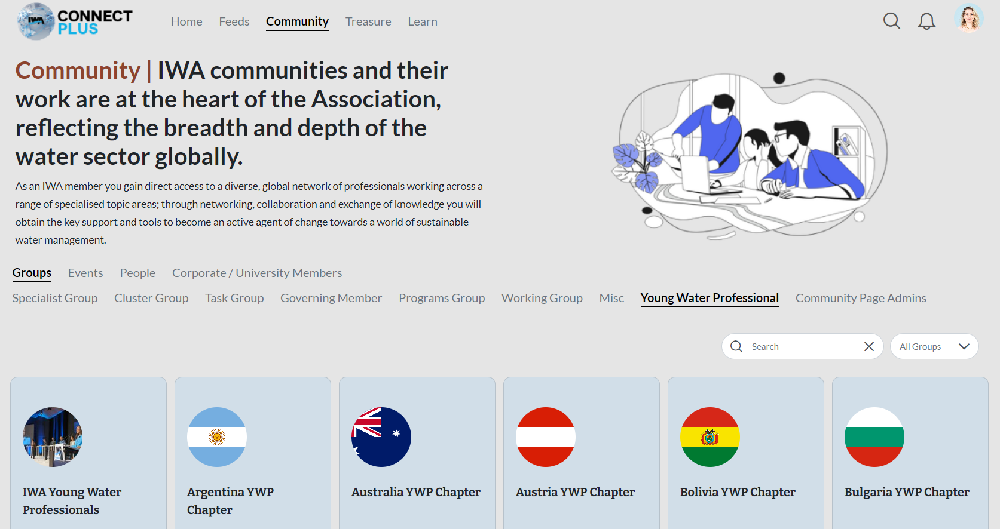 IWA CONNECT
PLUS
Home Feeds Community Treasure Learn
Community | IWA communities and their
work are at the heart of the Association,
reflecting the breadth and depth of the
water sector globally.
As an IWA member you gain direct access to a diverse, global network of professionals working across a
range of specialised topic areas; through networking, collaboration and exchange of knowledge you will
obtain the key support and tools to become an active agent of change towards a world of sustainable
water management.
Groups Events People Corporate / University Members
Specialist Group Cluster Group Task Group Governing Member Programs Group Working Group Misc Young Water Professional Community Page Admins
Search All Groups
IWA Young Water
Professionals
Argentina YWP
Chapter
Australia YWP Chapter
Austria YWP Chapter
Bolivia YWP Chapter
Bulgaria YWP Chapter